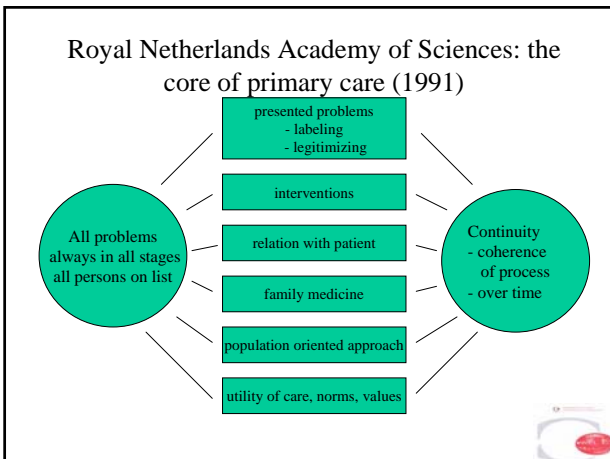 Royal Netherlands Academy of Sciences: the
core of primary care (1991)
presented problems
- labeling
- legitimizing
interventions
relation with patient
family medicine
population oriented approach
utility of care, norms, values
All problems
always in all stages
all persons on list
Continuity
- coherence
of process
- over time